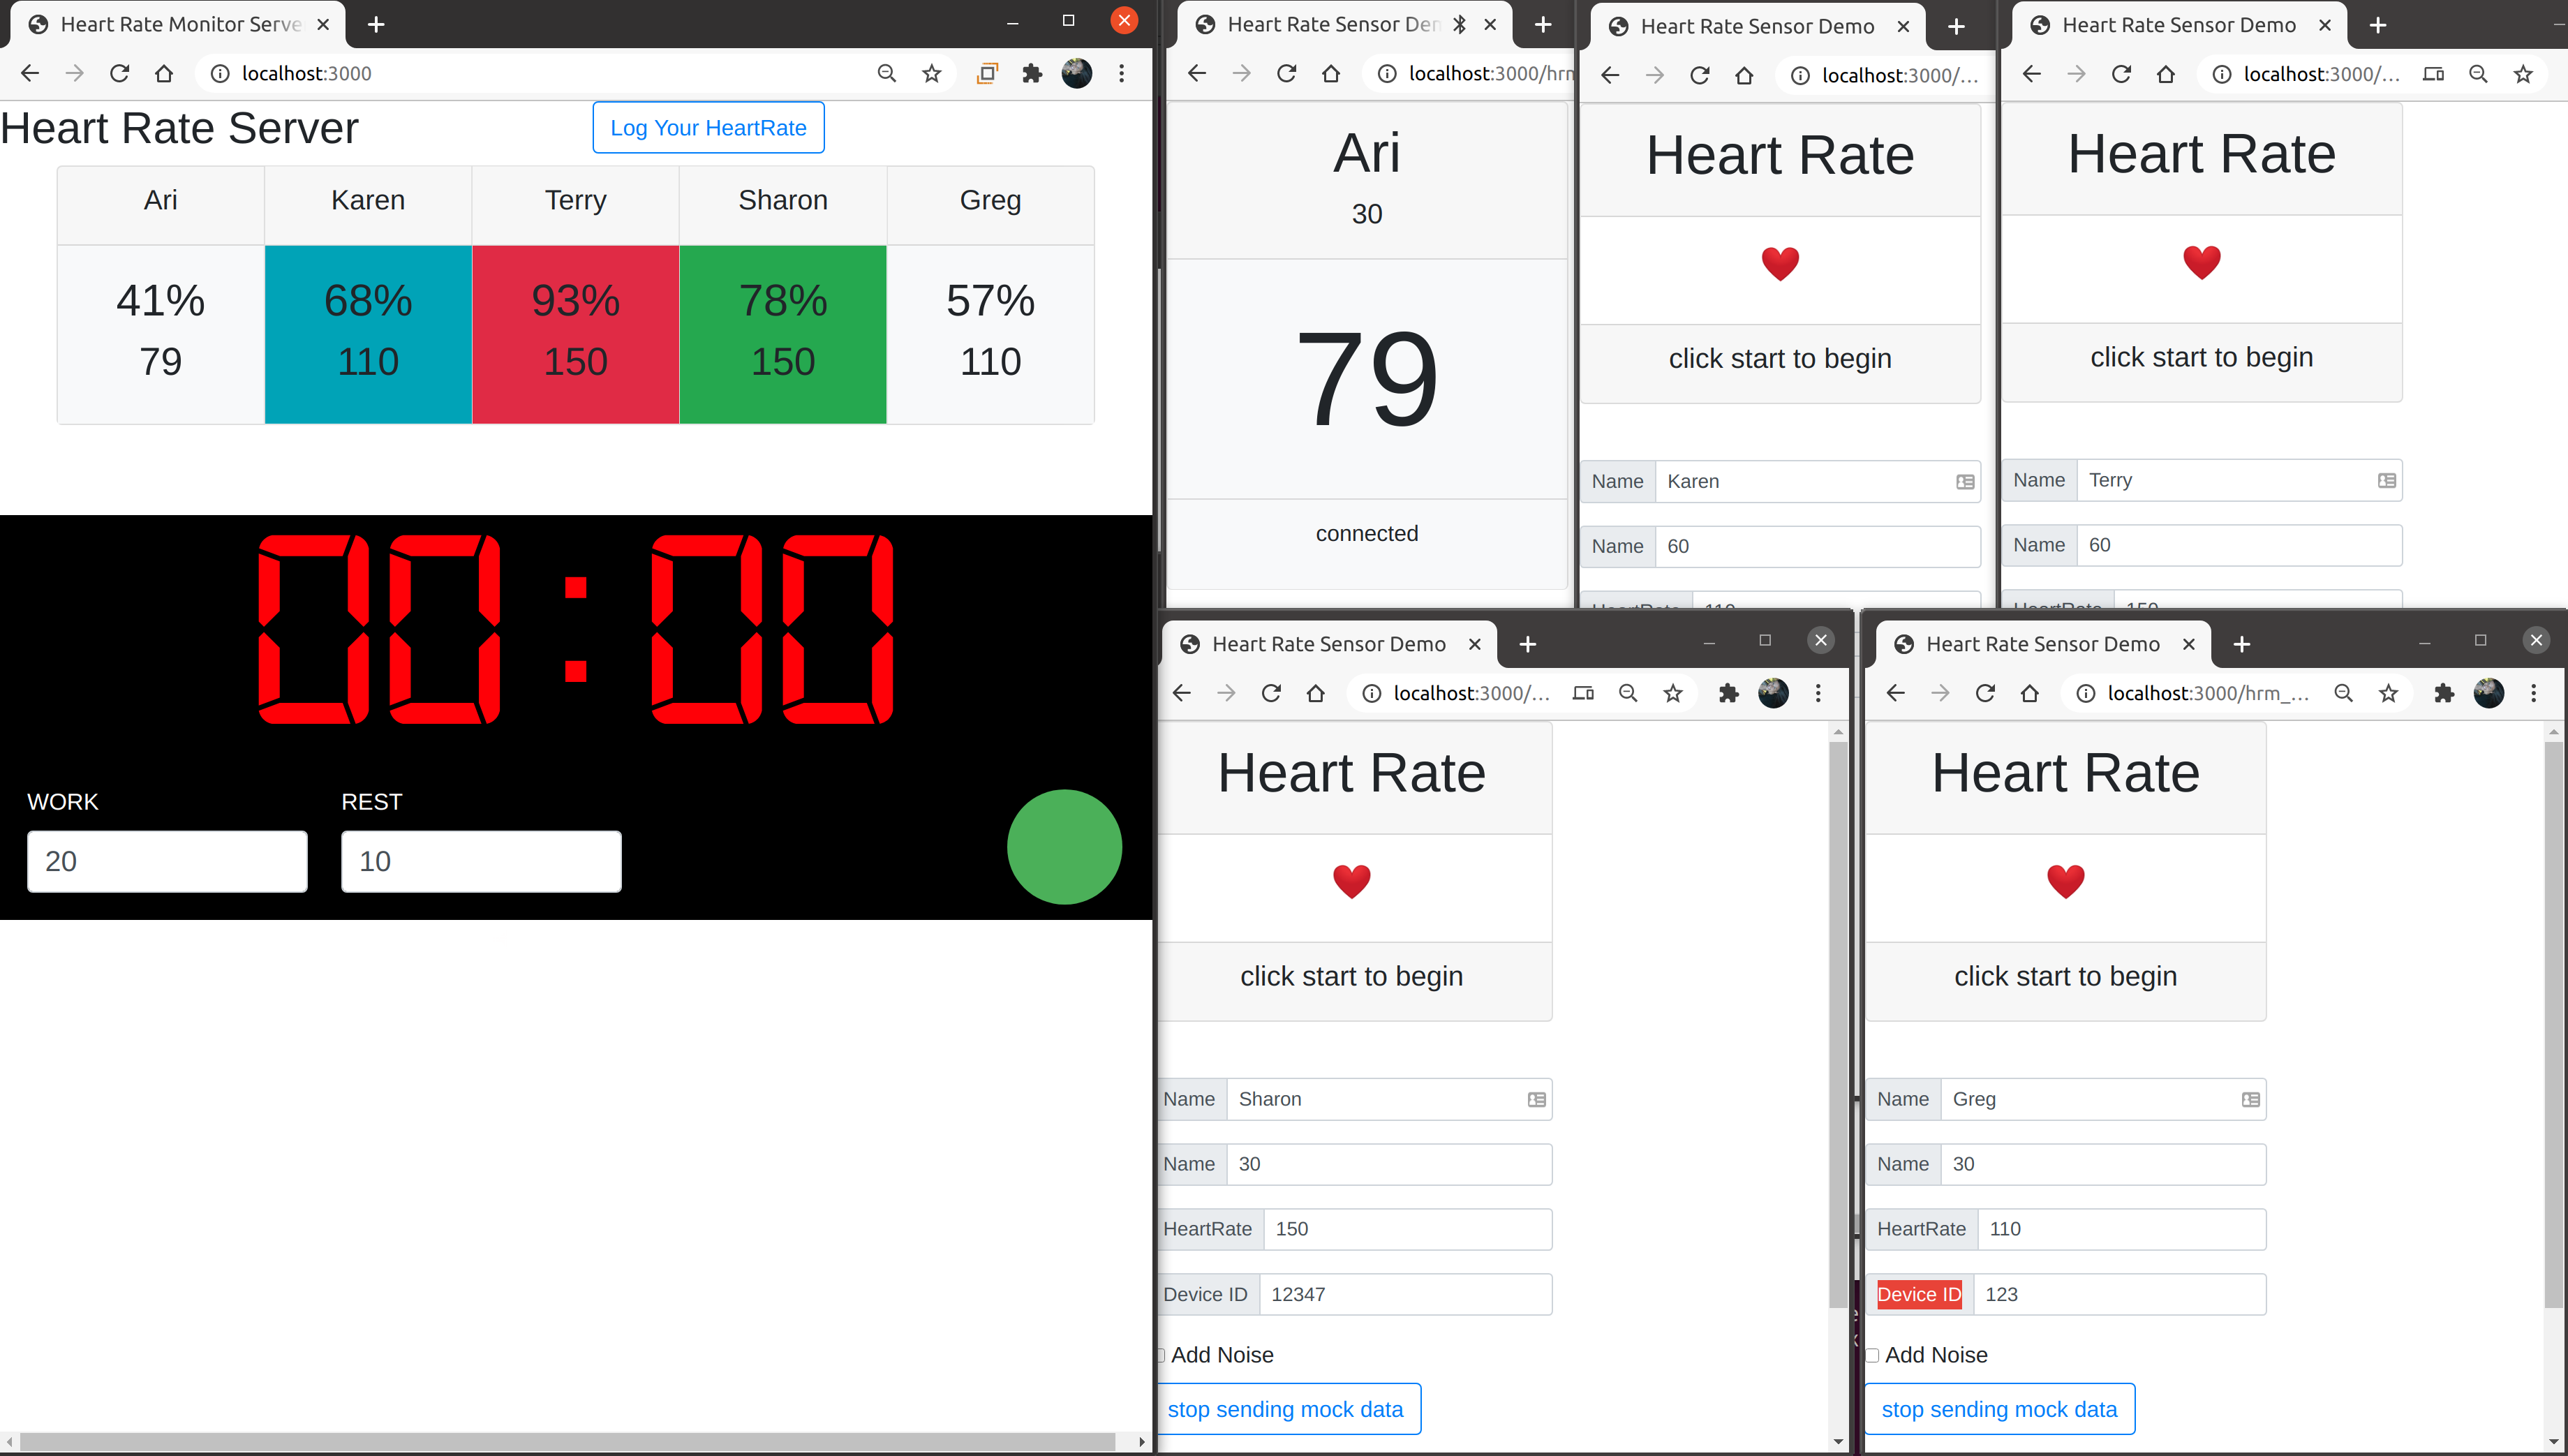 Heart Rate Monitor Serve
localhost:3000
Heart Rate Server
Log Your HeartRate
Ari Karen Terry Sharon Greg
41% 68% 93% 78% 57%
79 110 150 150 110
00:00
WORK REST
20 10
Heart Rate Sensor Den
localhost:3000/hrm
Ari
30
79
connected
Heart Rate Sensor Demo
localhost:3000/...
Heart Rate
click start to begin
Name Karen
Name 60
HeartRate 110
Heart Rate Sensor Demo
localhost:3000/...
Heart Rate
click start to begin
Name Terry
Name 60
HeartRate 150
Heart Rate Sensor Demo
localhost:3000/...
Heart Rate
click start to begin
Name Sharon
Name 30
HeartRate 150
Device ID 12347
Add Noise
stop sending mock data
Heart Rate Sensor Demo
localhost:3000/hrm_...
Heart Rate
click start to begin
Name Greg
Name 30
HeartRate 110
Device ID 123
Add Noise
stop sending mock data